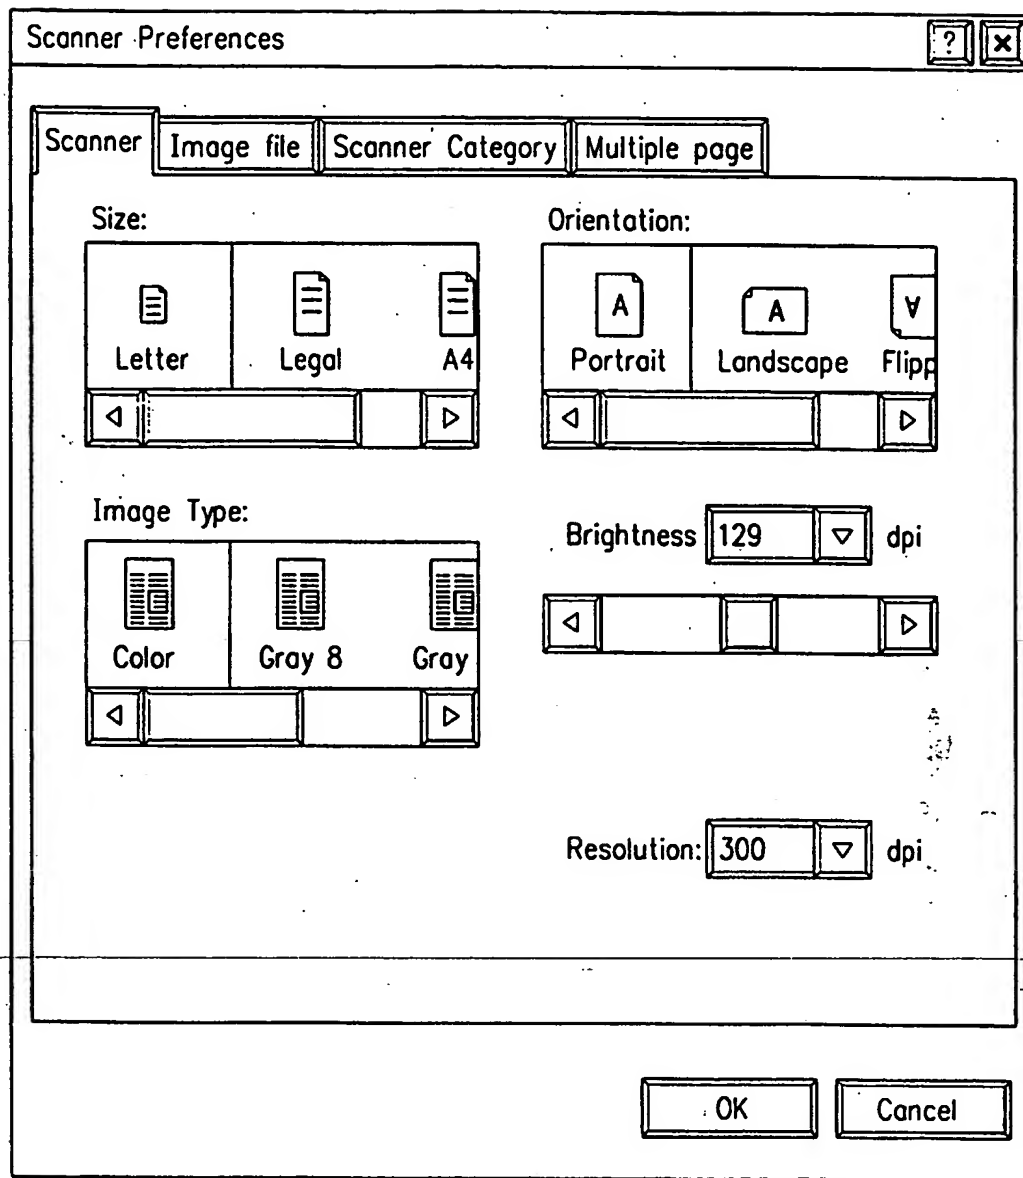 Scanner Preferences
?
×
Scanner Image file Scanner Category Multiple page
Size:
Letter Legal A4
Orientation:
A A A
Portrait Landscape Flipp
Image Type:
Color Gray 8 Gray
Brightness 129 dpi
Resolution: 300 dpi
OK Cancel